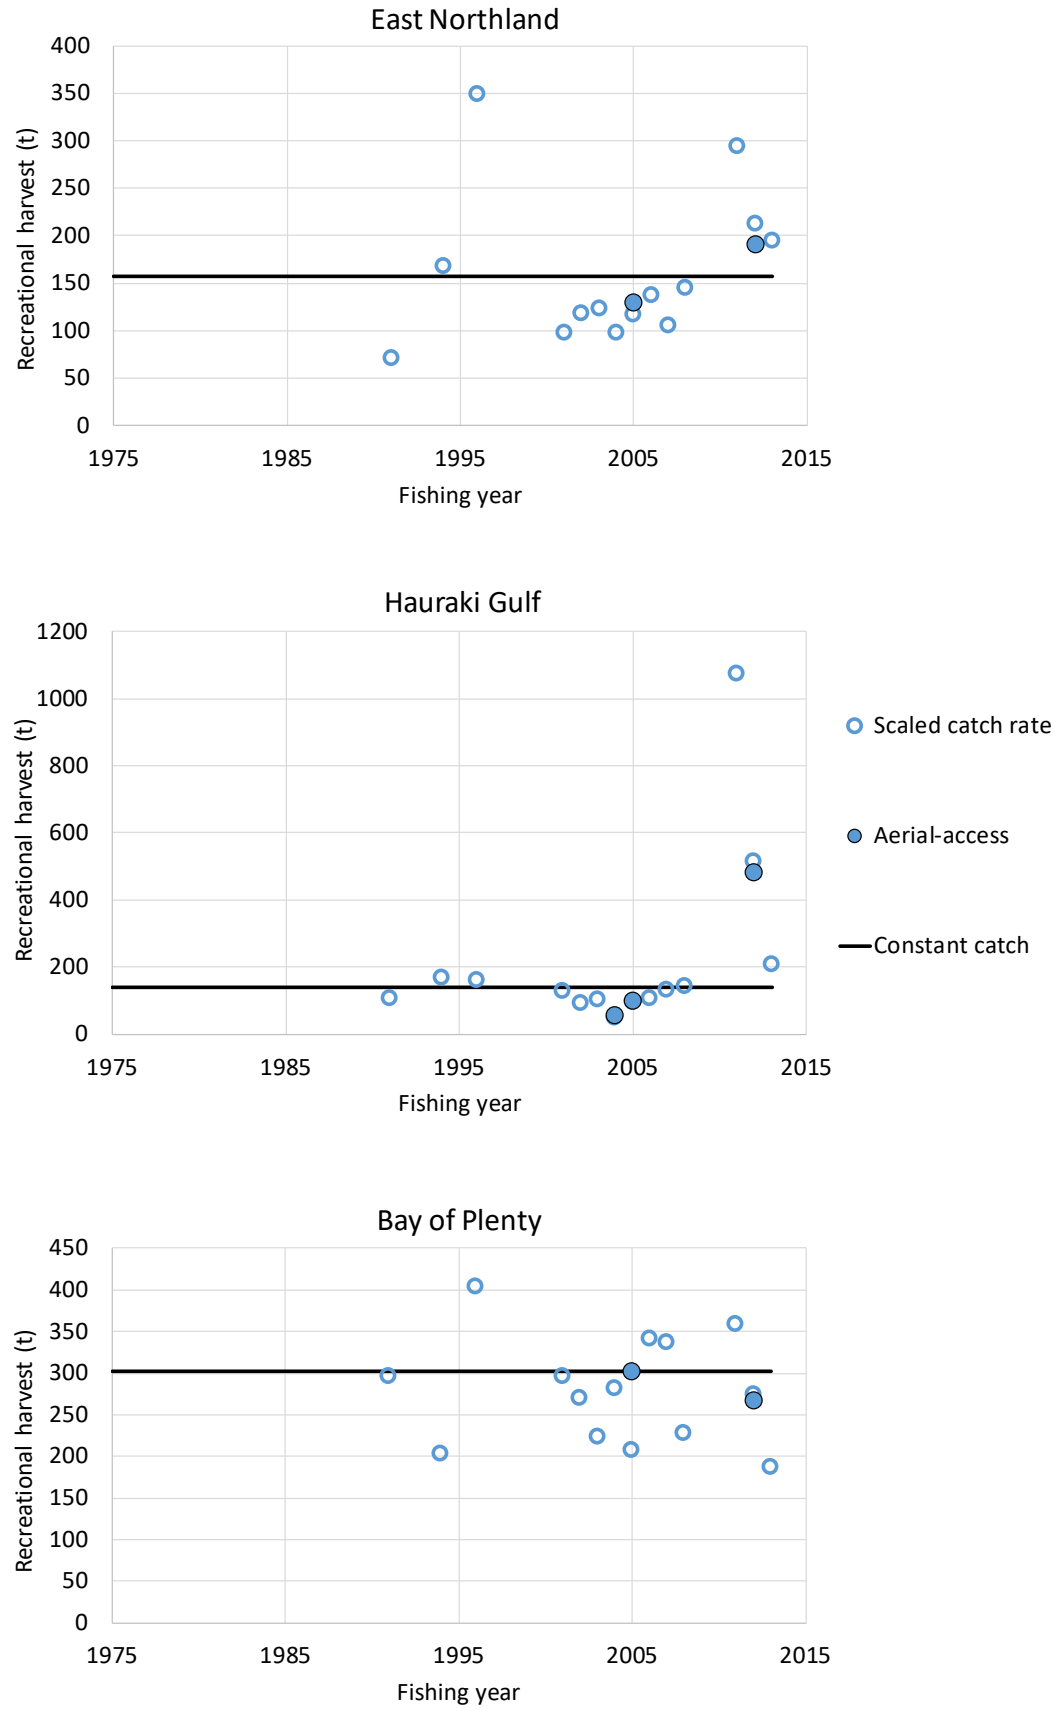 East Northland
400
350
300
250
200
150
100
50
0
Recreational harvest (t)
1975 1985 1995 2005 2015
Fishing year
Hauraki Gulf
1200
1000
800
600
400
200
0
Recreational harvest (t)
1975 1985 1995 2005 2015
Fishing year
Scaled catch rate
Aerial-access
Constant catch
Bay of Plenty
450
400
350
300
250
200
150
100
50
0
Recreational harvest (t)
1975 1985 1995 2005 2015
Fishing year